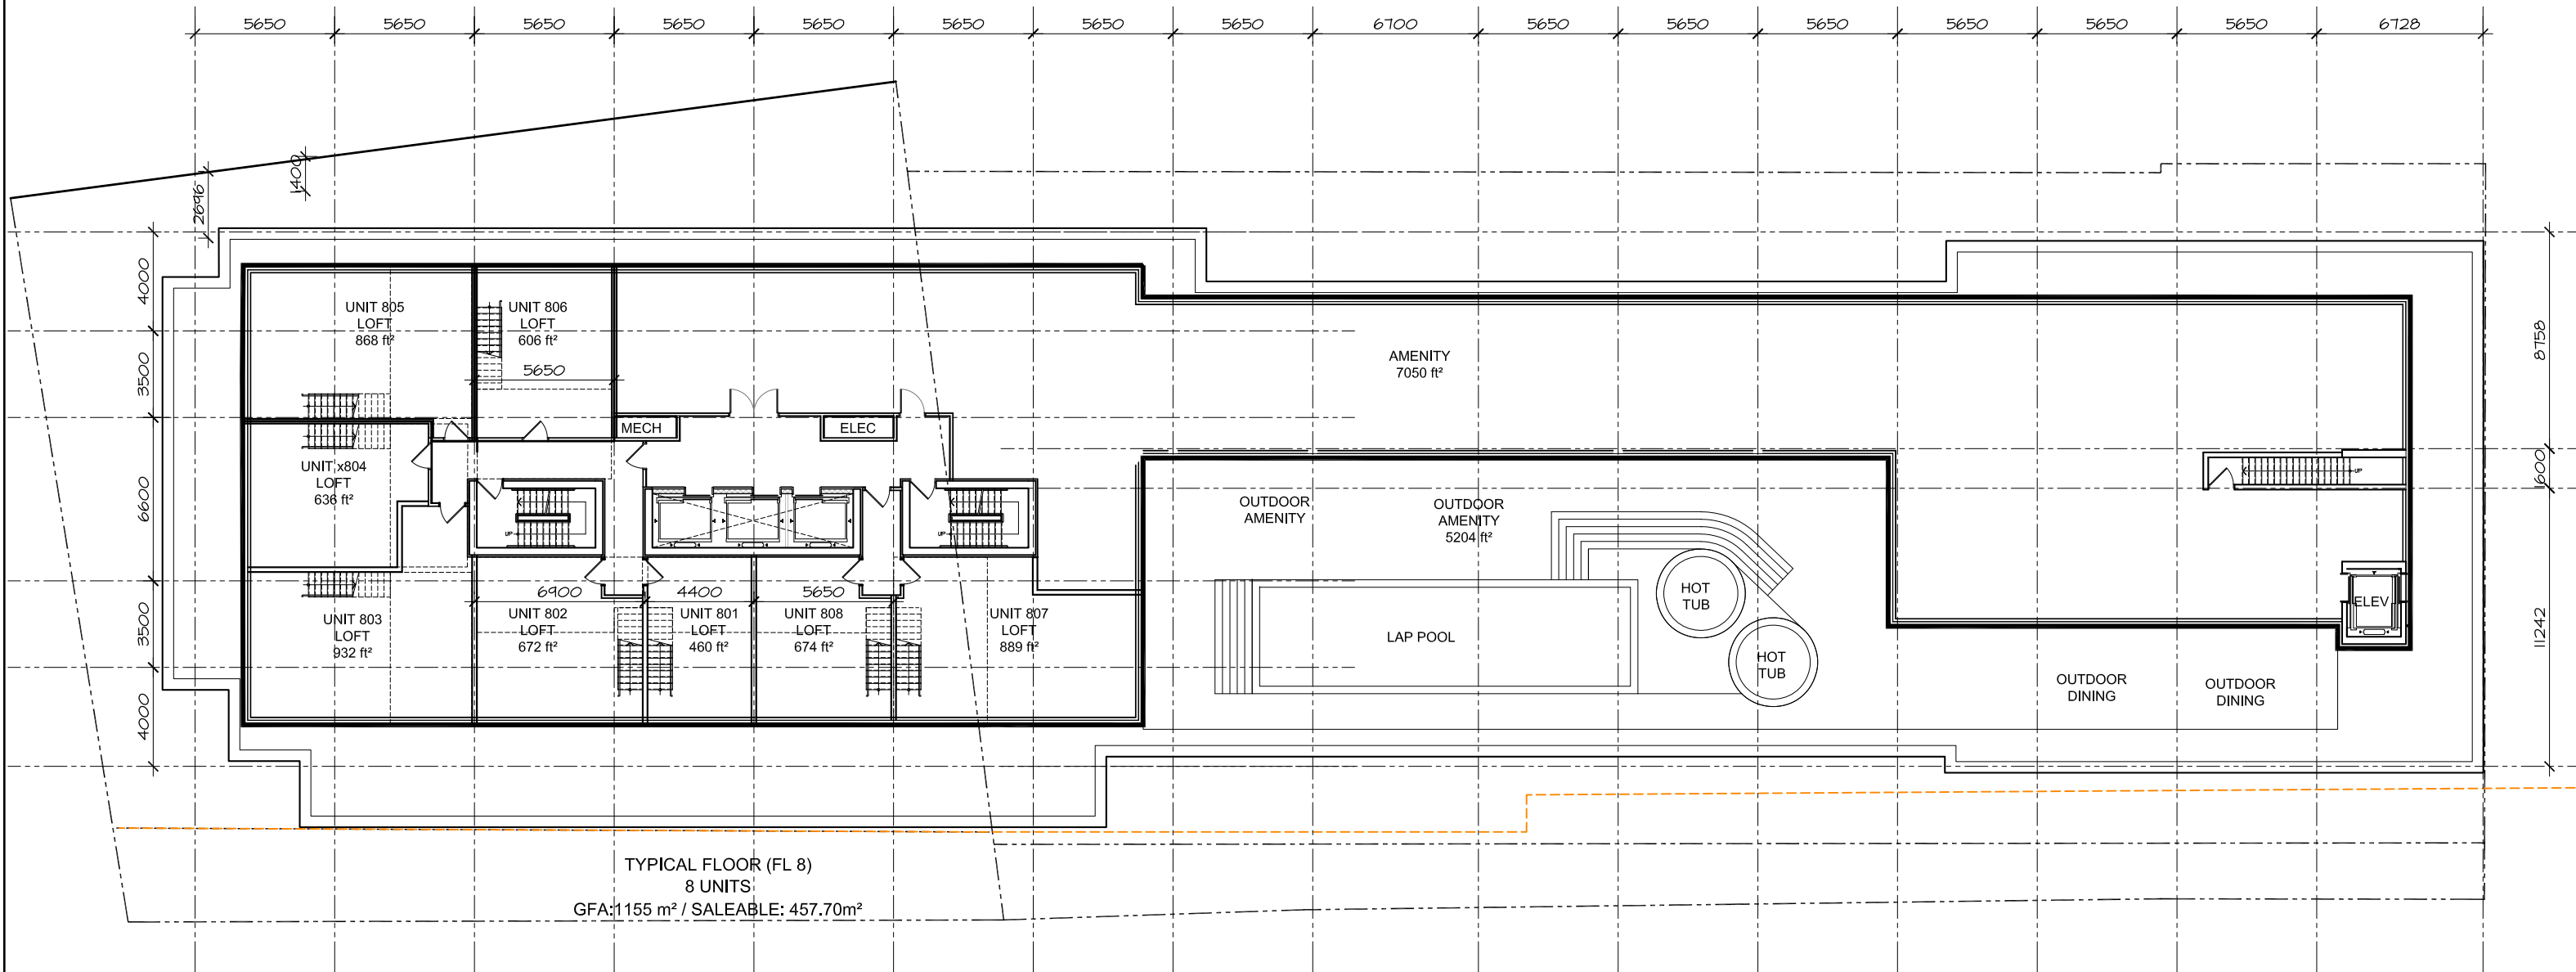 5650 5650 5650 5650 5650 5650 5650 5650 6700 5650 5650 5650 5650 5650 5650 6728
1400
2696
4000
3500
6600
3500
4000
8758
1600
11242
UNIT 805
LOFT
868 ft²
UNIT 806
LOFT
606 ft²
5650
AMENITY
7050 ft²
MECH
ELEC
UNIT x804
LOFT
636 ft²
UP
UP
UP
OUTDOOR
AMENITY
OUTDOOR
AMENITY
5204 ft²
6900 4400 5650
UNIT 803
LOFT
932 ft²
UNIT 802
LOFT
672 ft²
UNIT 801
LOFT
460 ft²
UNIT 808
LOFT
674 ft²
UNIT 807
LOFT
889 ft²
LAP POOL
HOT
TUB
HOT
TUB
ELEV
OUTDOOR
DINING
OUTDOOR
DINING
TYPICAL FLOOR (FL 8)
8 UNITS
GFA:1155 m² / SALEABLE: 457.70m²